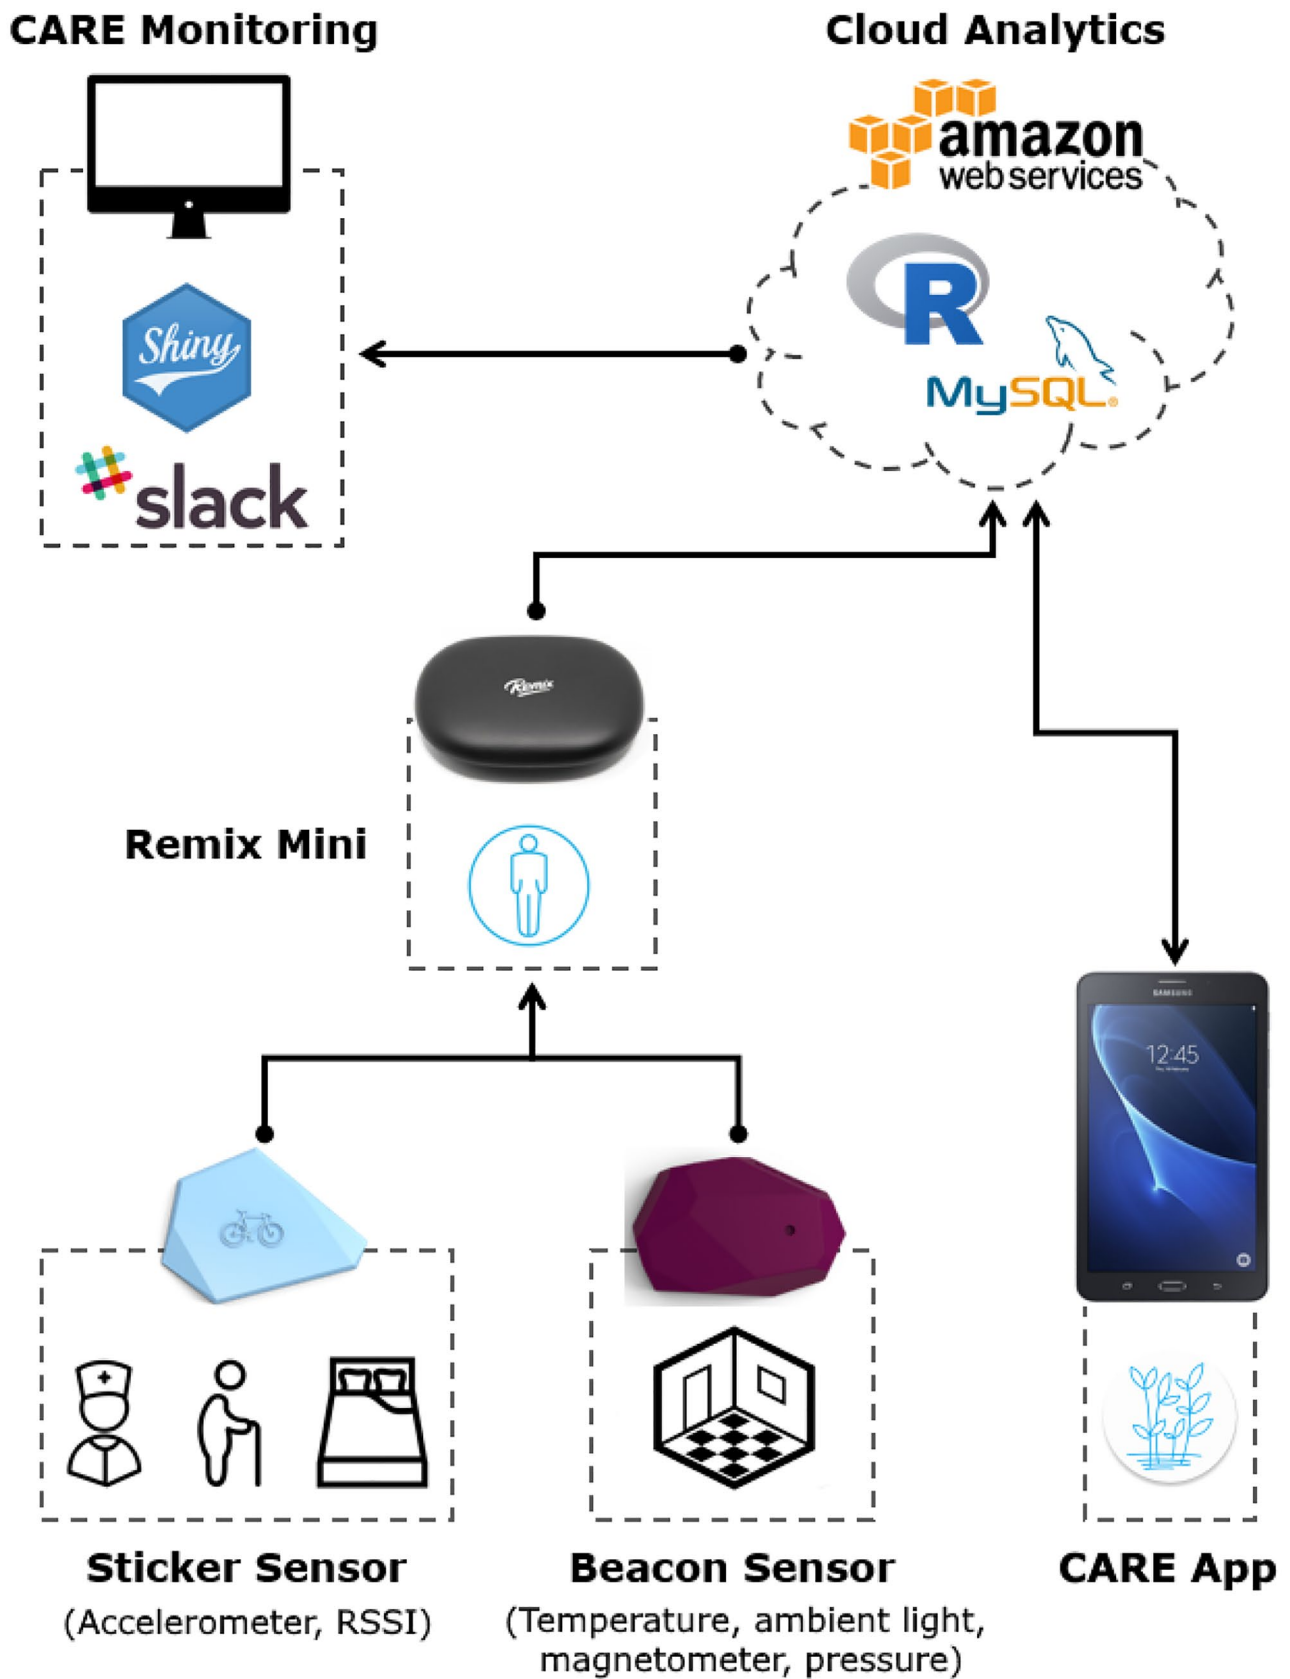 CARE Monitoring
Cloud Analytics
amazon
web services
R
Shiny
MySQL®
slack
Remix
Remix Mini
SAMSUNG
12:45
Sticker Sensor
(Accelerometer, RSSI)
Beacon Sensor
(Temperature, ambient light,
magnetometer, pressure)
CARE App